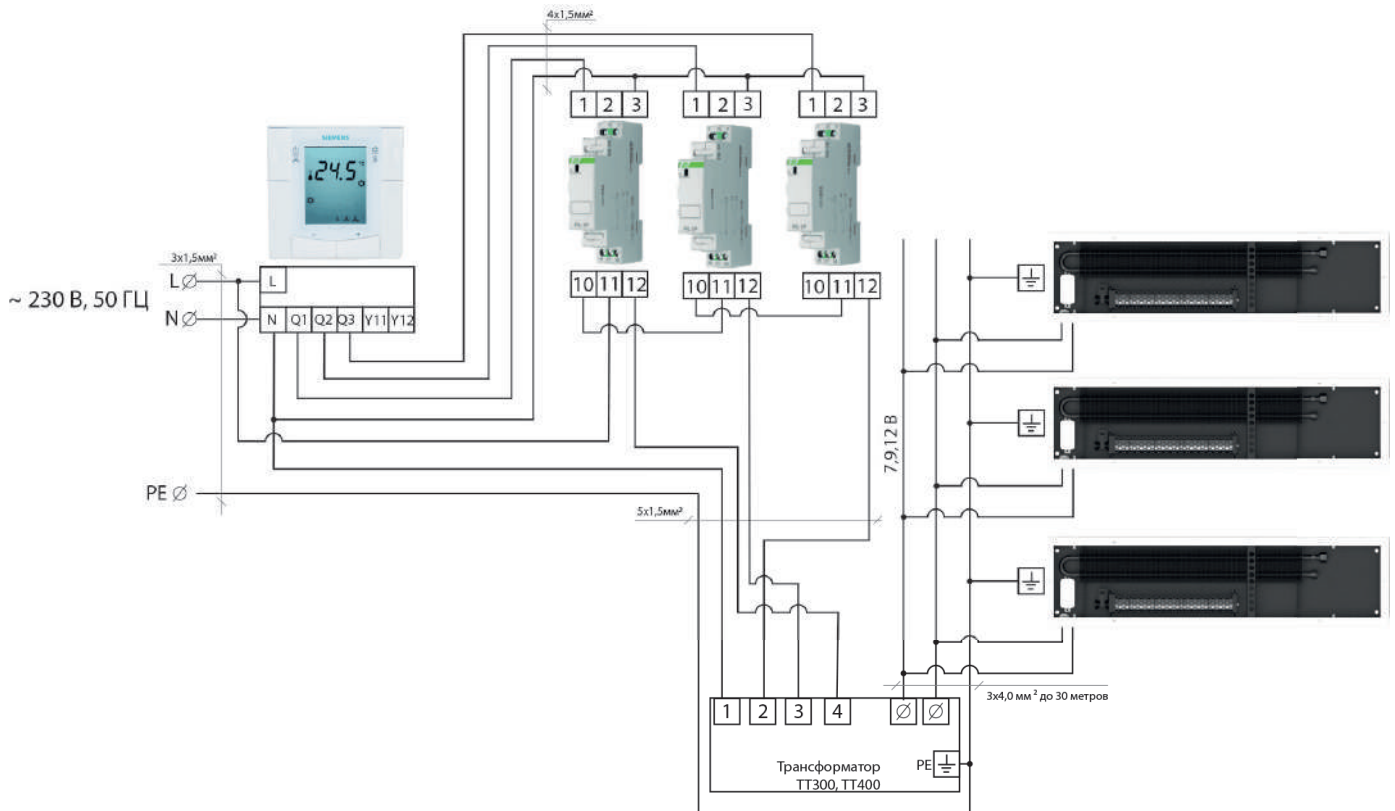 4x1,5мм²
1 2 3
1 2 3
1 2 3
SIEMENS
24.5
3x1,5мм²
L
L
~ 230 В, 50 ГЦ
N
N Q1 Q2 Q3 Y11 Y12
10 11 12
10 11 12
10 11 12
7,9,12 В
PE
5x1,5мм²
3x4,0 мм² до 30 метров
1 2 3 4
Трансформатор
ТТ300, ТТ400
PE